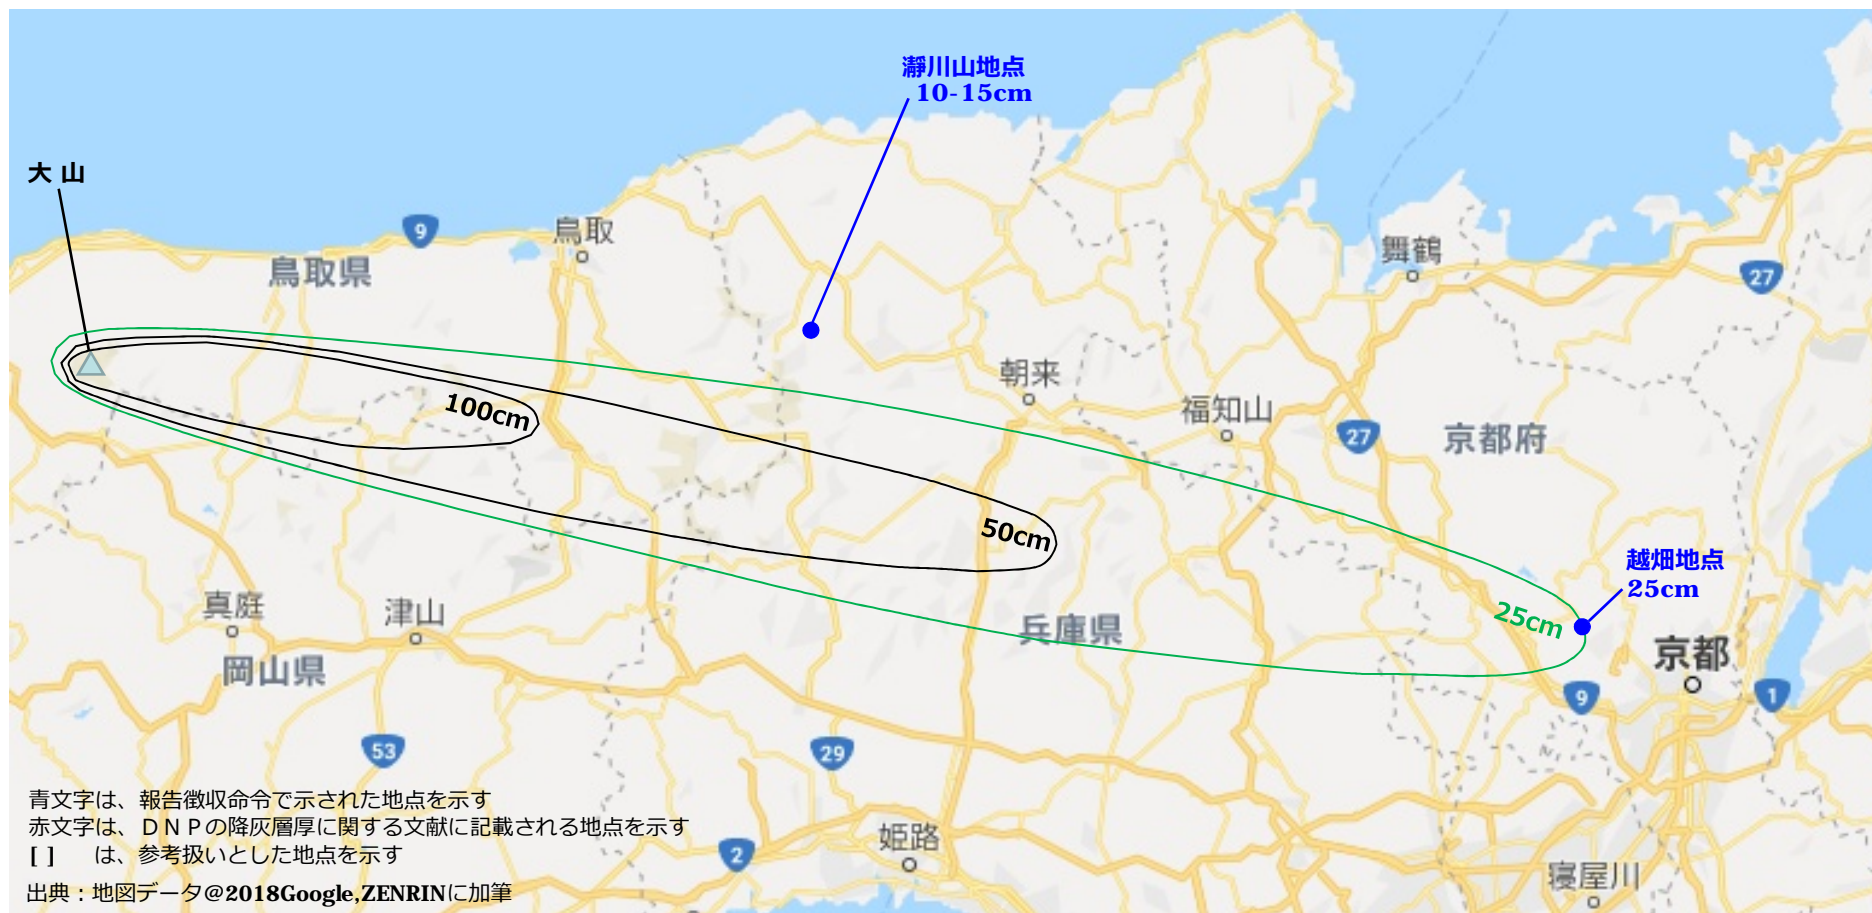 瀞川山地点
10-15cm
大 山
9
鳥取
鳥取県
舞鶴
27
朝来
100cm
福知山
27
京都府
50cm
越畑地点
25cm
25cm
真庭
津山
兵庫県
京都
岡山県
9
1
53
29
青文字は、報告徴収命令で示された地点を示す
赤文字は、ＤＮＰの降灰層厚に関する文献に記載される地点を示す
[ ]　は、参考扱いとした地点を示す
2
姫路
寝屋川
出典：地図データ@2018Google,ZENRINに加筆